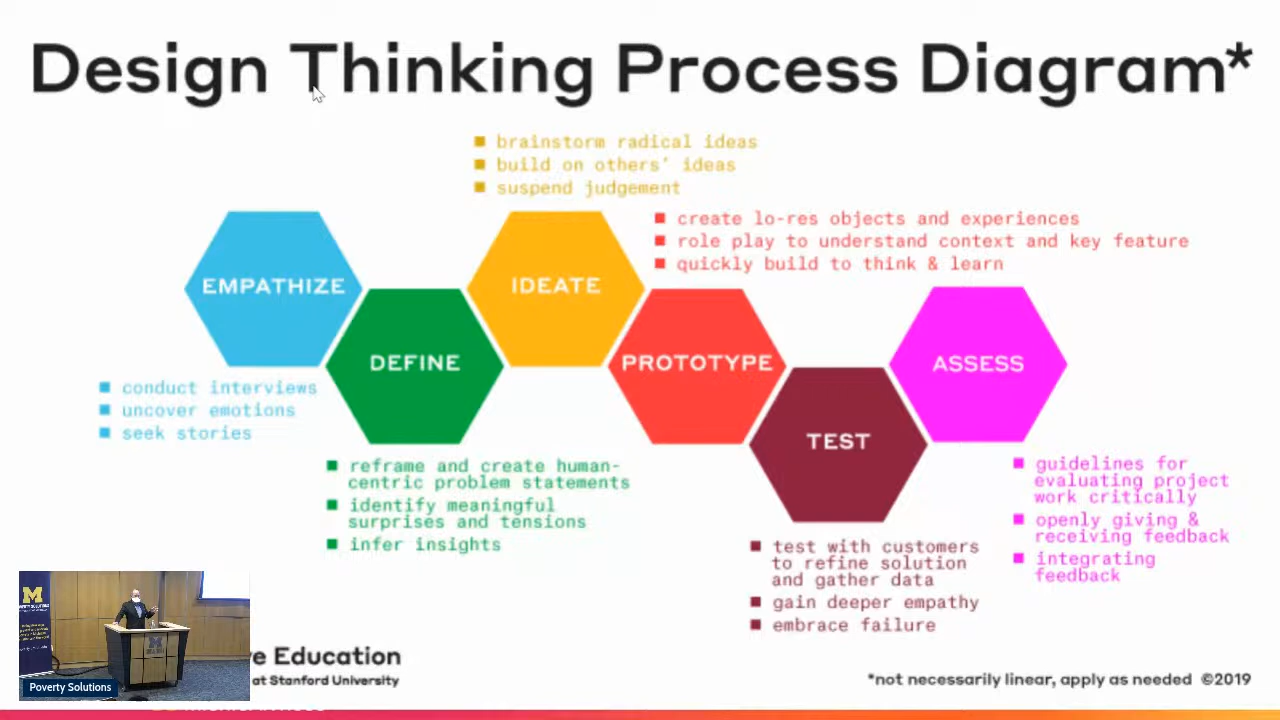 Design Thinking Process Diagram*
■ brainstorm radical ideas
■ build on others' ideas
■ suspend judgement
■ create lo-res objects and experiences
■ role play to understand context and key feature
■ quickly build to think & learn
EMPATHIZE
IDEATE
DEFINE
PROTOTYPE
ASSESS
TEST
■ conduct interviews
■ uncover emotions
■ seek stories
■ reframe and create human-
centric problem statements
■ identify meaningful
surprises and tensions
■ infer insights
■ test with customers
to refine solution
and gather data
■ gain deeper empathy
■ embrace failure
■ guidelines for
evaluating project
work critically
■ openly giving &
receiving feedback
■ integrating
feedback
M
M
Poverty Solutions
e Education
at Stanford University
*not necessarily linear, apply as needed ©2019